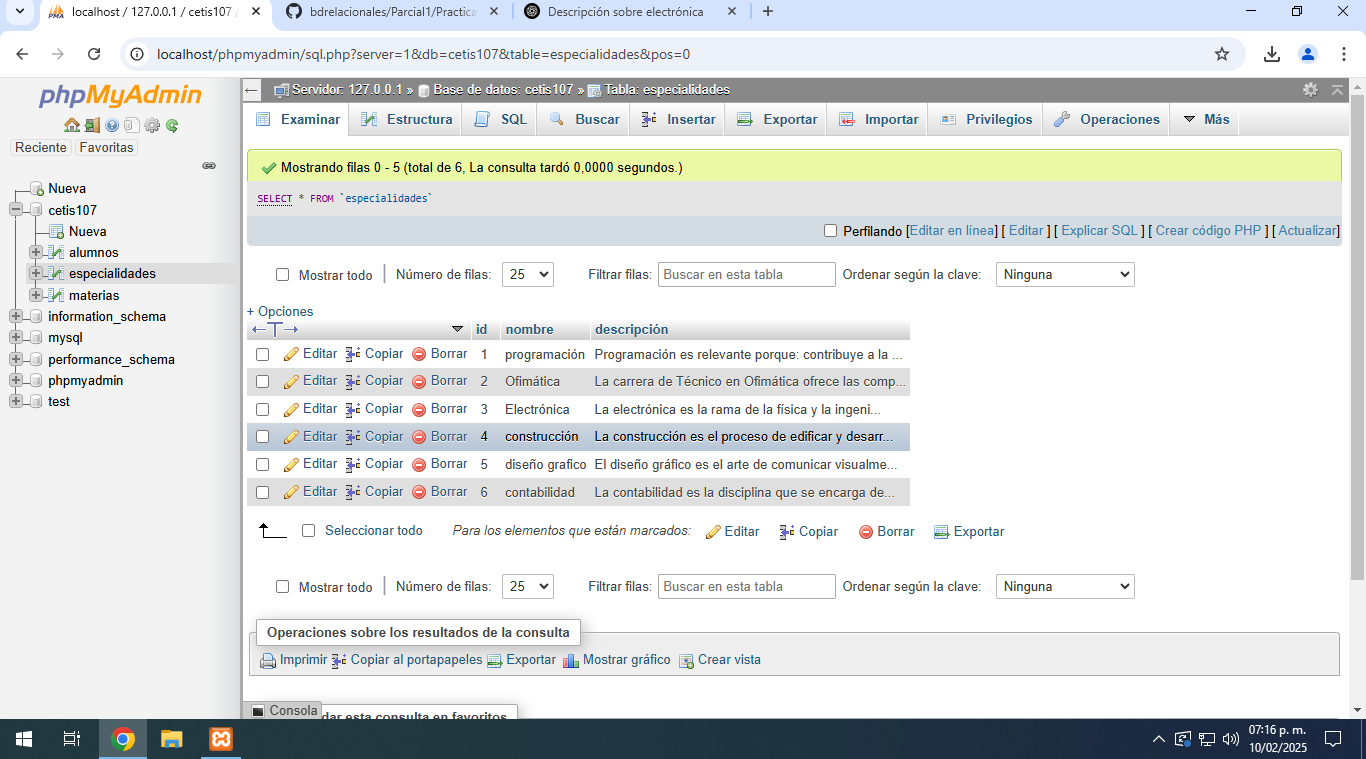 localhost / 127.0.0.1 / cetis107 /
bdrelacionales/Parcial1/Practica
Descripción sobre electrónica
localhost/phpmyadmin/sql.php?server=1&db=cetis107&table=especialidades&pos=0
phpMyAdmin
Reciente Favoritas
Nueva
cetis107
Nueva
alumnos
especialidades
materias
information_schema
mysql
performance_schema
phpmyadmin
test
Servidor: 127.0.0.1 » Base de datos: cetis107 » Tabla: especialidades
Examinar Estructura SQL Buscar Insertar Exportar Importar Privilegios Operaciones Más
Mostrando filas 0 - 5 (total de 6, La consulta tardó 0,0000 segundos.)
SELECT * FROM `especialidades`
Perfilando [Editar en línea] [ Editar ] [ Explicar SQL ] [ Crear código PHP ] [ Actualizar]
Mostrar todo Número de filas: 25 Filtrar filas: Buscar en esta tabla Ordenar según la clave: Ninguna
+ Opciones
←T→ id nombre descripción
Editar Copiar Borrar 1 programación Programación es relevante porque: contribuye a la ...
Editar Copiar Borrar 2 Ofimática La carrera de Técnico en Ofimática ofrece las comp...
Editar Copiar Borrar 3 Electrónica La electrónica es la rama de la física y la ingeni...
Editar Copiar Borrar 4 construcción La construcción es el proceso de edificar y desarr...
Editar Copiar Borrar 5 diseño grafico El diseño gráfico es el arte de comunicar visualme...
Editar Copiar Borrar 6 contabilidad La contabilidad es la disciplina que se encarga de...
Seleccionar todo Para los elementos que están marcados: Editar Copiar Borrar Exportar
Mostrar todo Número de filas: 25 Filtrar filas: Buscar en esta tabla Ordenar según la clave: Ninguna
Operaciones sobre los resultados de la consulta
Imprimir Copiar al portapapeles Exportar Mostrar gráfico Crear vista
Consola
dar esta consulta en favoritos
07:16 p. m.
10/02/2025